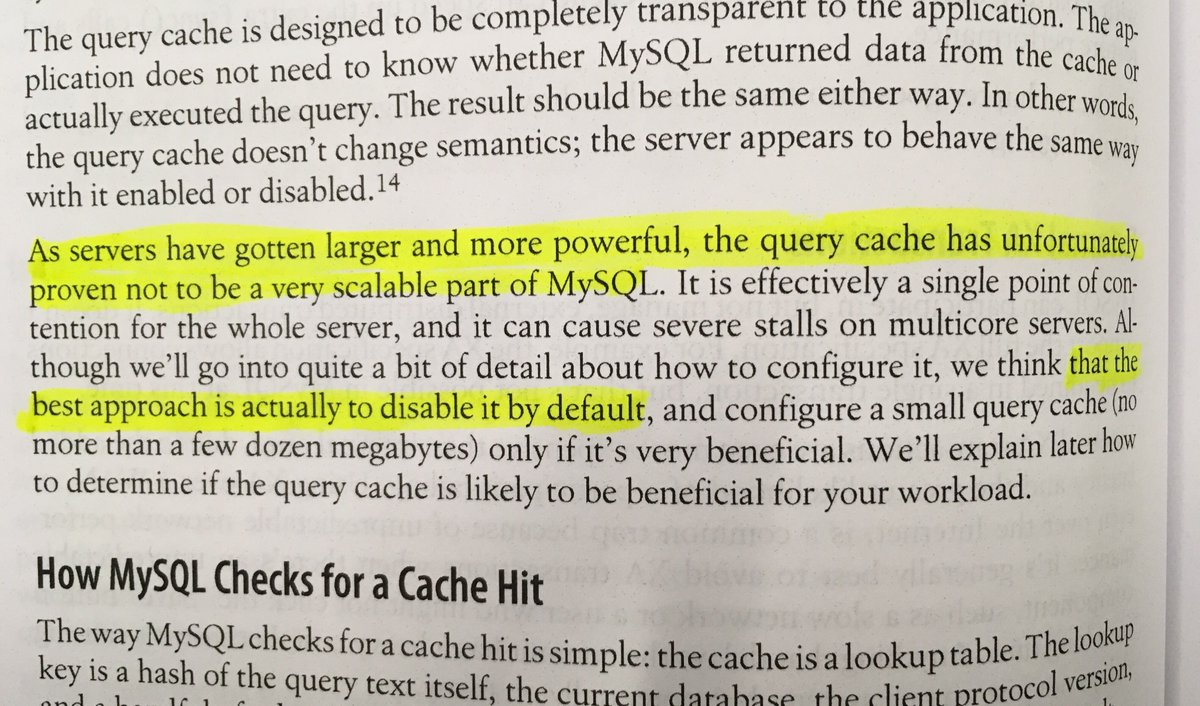 The query cache is designed to be completely transparent to the application. The ap-
plication does not need to know whether MySQL returned data from the cache or
actually executed the query. The result should be the same either way. In other words,
the query cache doesn't change semantics; the server appears to behave the same way
with it enabled or disabled.14
As servers have gotten larger and more powerful, the query cache has unfortunately
proven not to be a very scalable part of MySQL. It is effectively a single point of con-
tention for the whole server, and it can cause severe stalls on multicore servers. Al-
though we'll go into quite a bit of detail about how to configure it, we think that the
best approach is actually to disable it by default, and configure a small query cache (no
more than a few dozen megabytes) only if it's very beneficial. We'll explain later how
to determine if the query cache is likely to be beneficial for your workload.
How MySQL Checks for a Cache Hit
The way MySQL checks for a cache hit is simple: the cache is a lookup table. The lookup
key is a hash of the query text itself, the current database, the client protocol version,